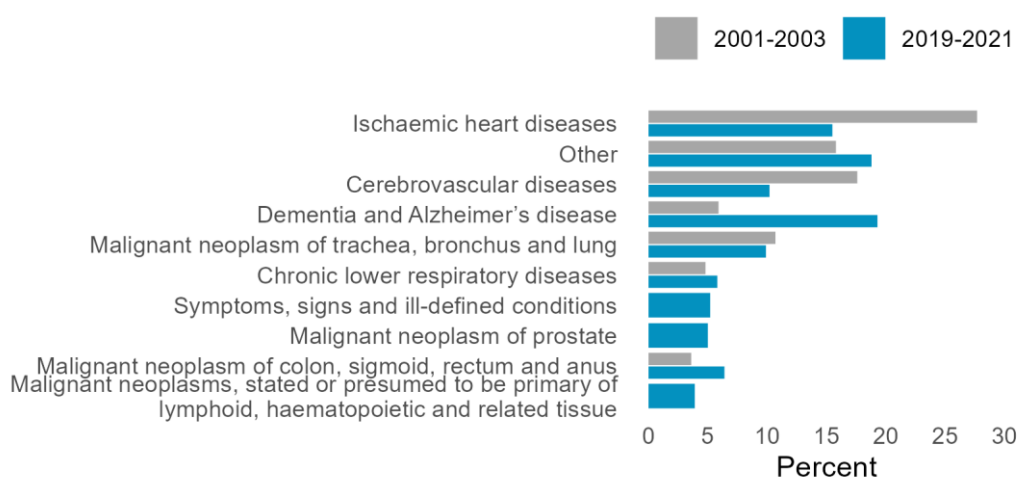 2001-2003 2019-2021
Ischaemic heart diseases
Other
Cerebrovascular diseases
Dementia and Alzheimer’s disease
Malignant neoplasm of trachea, bronchus and lung
Chronic lower respiratory diseases
Symptoms, signs and ill-defined conditions
Malignant neoplasm of prostate
Malignant neoplasm of colon, sigmoid, rectum and anus
Malignant neoplasms, stated or presumed to be primary of
lymphoid, haematopoietic and related tissue
0 5 10 15 20 25 30
Percent